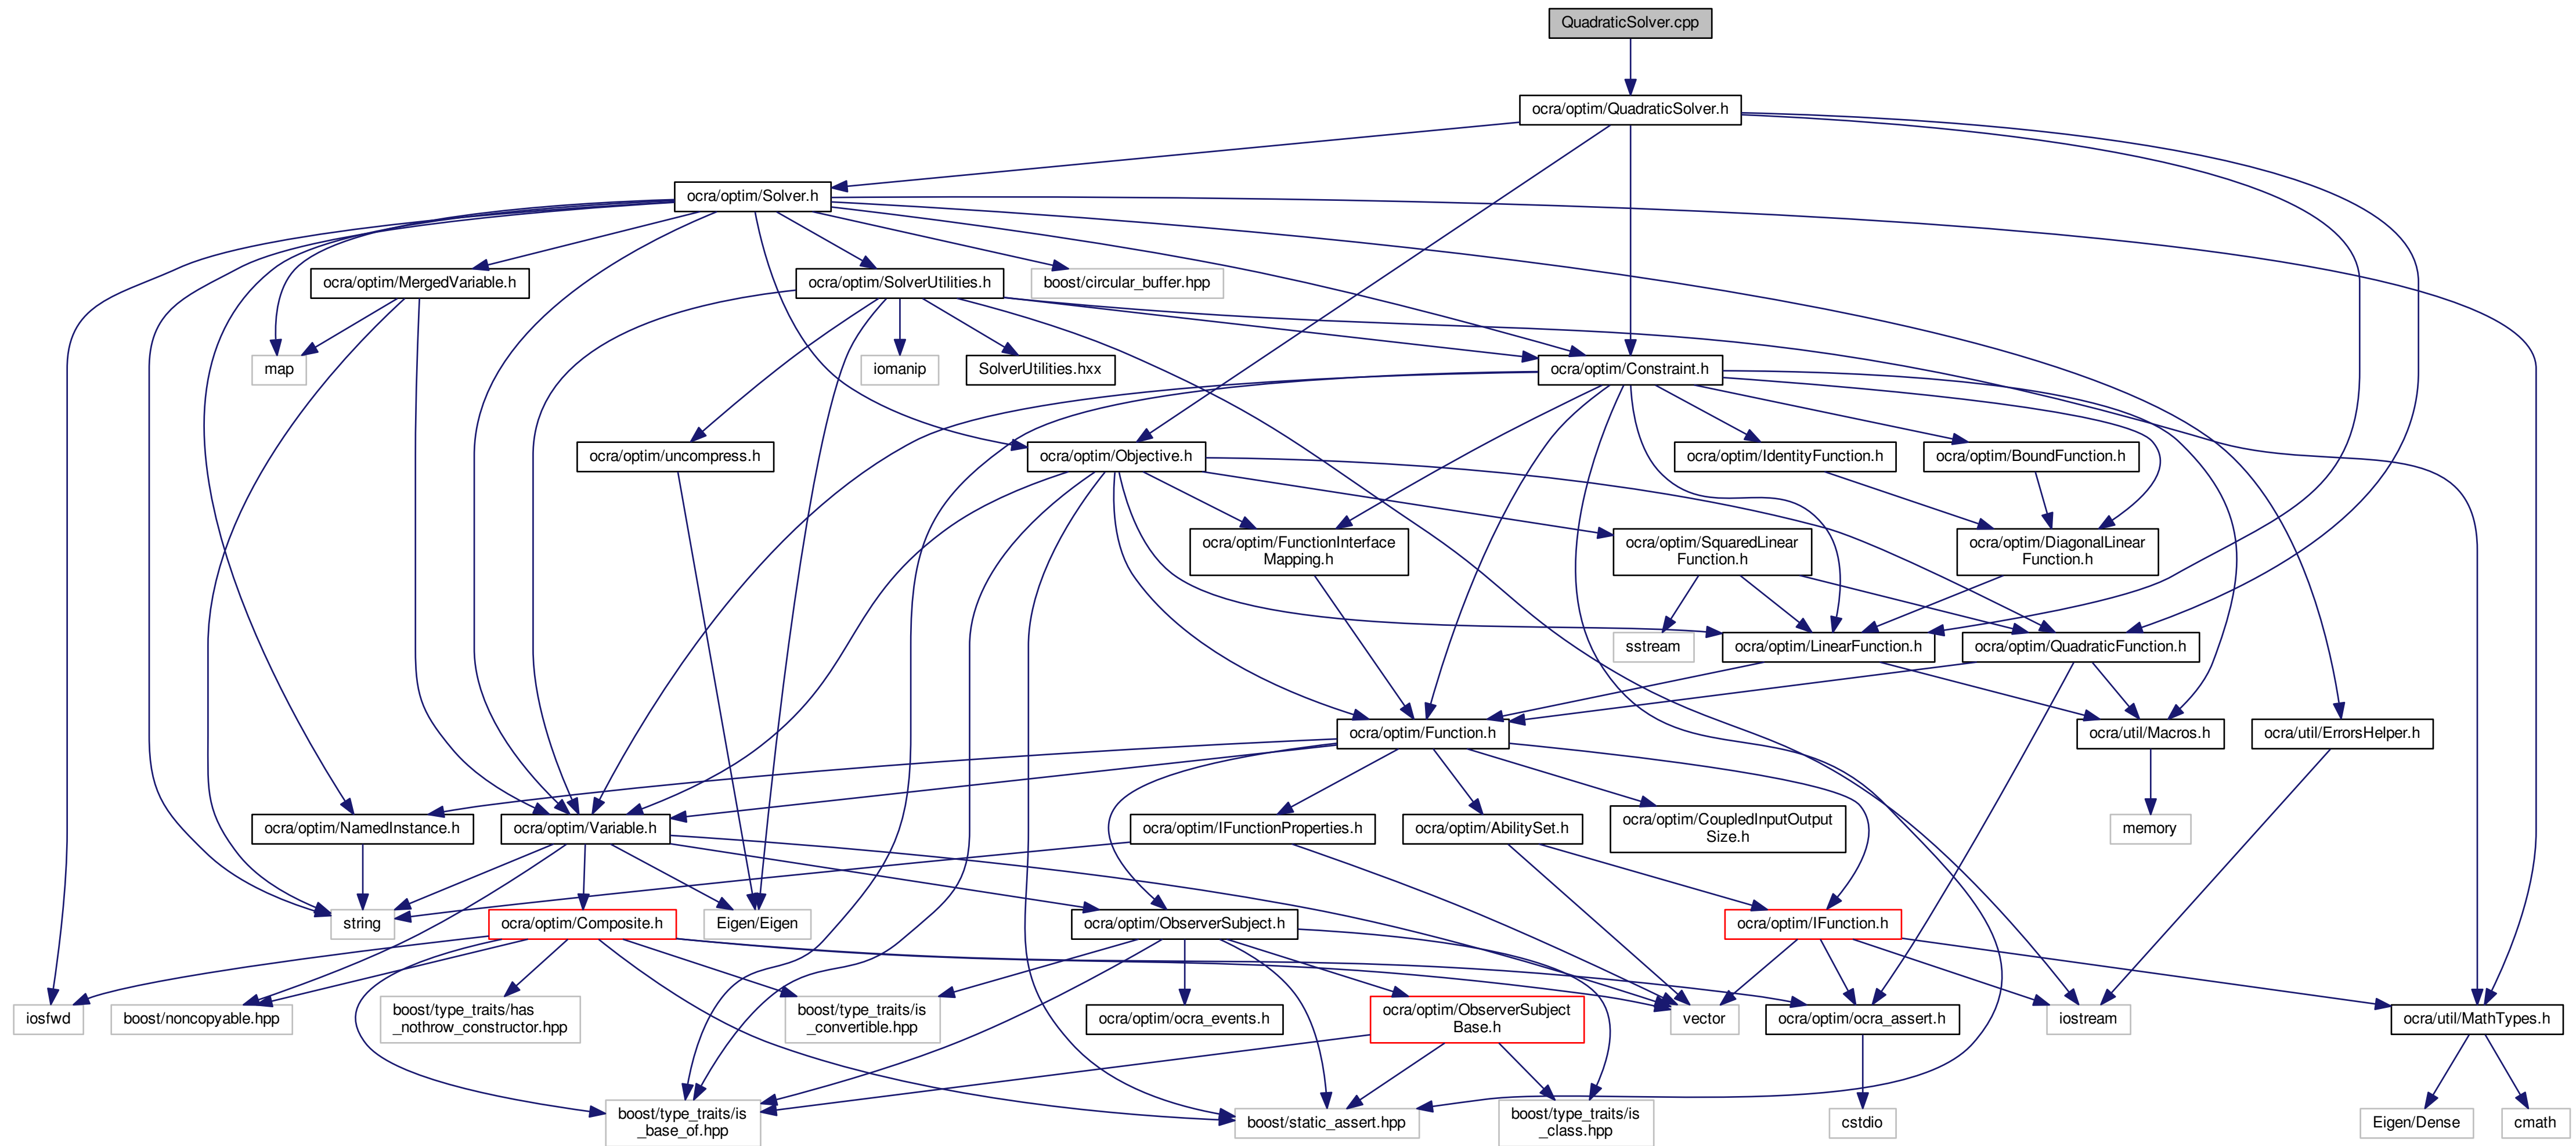 QuadraticSolver.cpp
ocra/optim/QuadraticSolver.h
ocra/optim/Solver.h
ocra/optim/MergedVariable.h
ocra/optim/SolverUtilities.h
boost/circular_buffer.hpp
map
iomanip
SolverUtilities.hxx
ocra/optim/Constraint.h
ocra/optim/uncompress.h
ocra/optim/Objective.h
ocra/optim/IdentityFunction.h
ocra/optim/BoundFunction.h
ocra/optim/FunctionInterface
Mapping.h
ocra/optim/SquaredLinear
Function.h
ocra/optim/DiagonalLinear
Function.h
sstream
ocra/optim/LinearFunction.h
ocra/optim/QuadraticFunction.h
ocra/optim/Function.h
ocra/util/Macros.h
ocra/util/ErrorsHelper.h
ocra/optim/NamedInstance.h
ocra/optim/Variable.h
ocra/optim/IFunctionProperties.h
ocra/optim/AbilitySet.h
ocra/optim/CoupledInputOutput
Size.h
memory
string
ocra/optim/Composite.h
Eigen/Eigen
ocra/optim/ObserverSubject.h
ocra/optim/IFunction.h
iosfwd
boost/noncopyable.hpp
boost/type_traits/has
_nothrow_constructor.hpp
boost/type_traits/is
_convertible.hpp
ocra/optim/ocra_events.h
ocra/optim/ObserverSubject
Base.h
vector
ocra/optim/ocra_assert.h
iostream
ocra/util/MathTypes.h
boost/type_traits/is
_base_of.hpp
boost/static_assert.hpp
boost/type_traits/is
_class.hpp
cstdio
Eigen/Dense
cmath